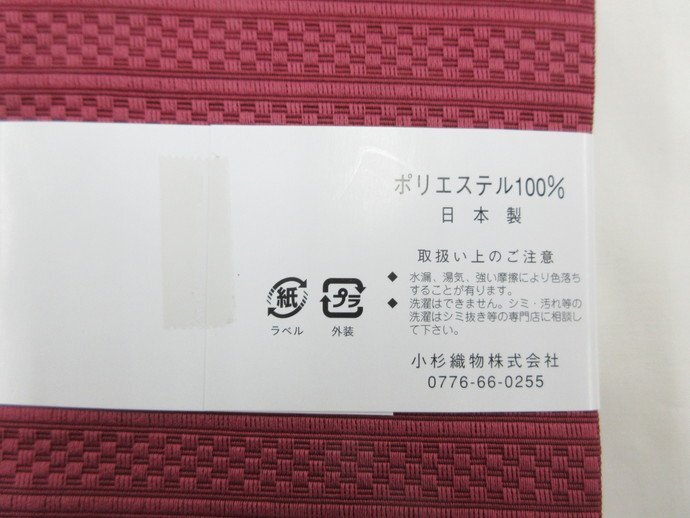 ポリエステル100%
日本製
取扱い上のご注意
◆ 水漏、湯気、強い摩擦により色落ち
することが有ります。
◆ 洗濯はできません。シミ・汚れ等の
洗濯はシミ抜き等の専門店に相談し
て下さい。
紙 プラ
ラベル 外装
小杉織物株式会社
0776-66-0255